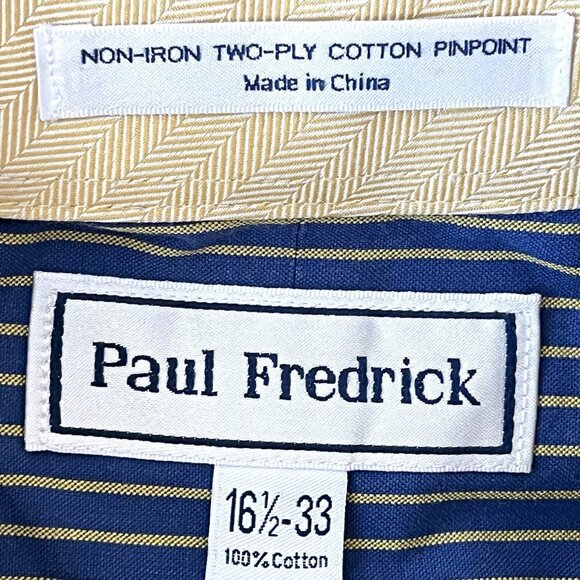 NON-IRON TWO-PLY COTTON PINPOINT
Made in China
Paul Fredrick
16½-33
100% Cotton